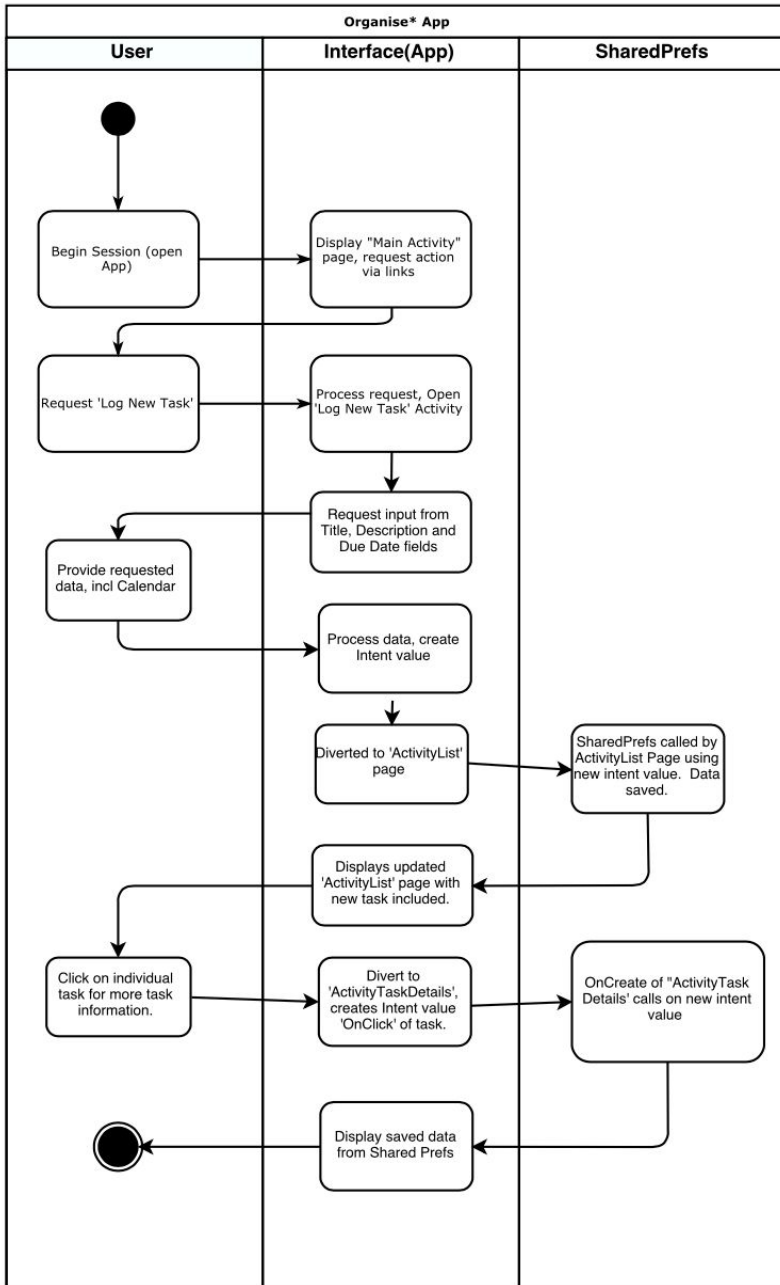 Organise* App
User
Interface(App)
SharedPrefs
Begin Session (open
App)
Display "Main Activity"
page, request action
via links
Request 'Log New Task'
Process request, Open
'Log New Task' Activity
Request input from
Title, Description and
Due Date fields
Provide requested
data, incl Calendar
Process data, create
Intent value
Diverted to 'ActivityList'
page
SharedPrefs called by
ActivityList Page using
new intent value. Data
saved.
Displays updated
'ActivityList' page with
new task included.
Click on individual
task for more task
information.
Divert to
'ActivityTaskDetails',
creates Intent value
'OnClick' of task.
OnCreate of "ActivityTask
Details' calls on new intent
value
Display saved data
from Shared Prefs